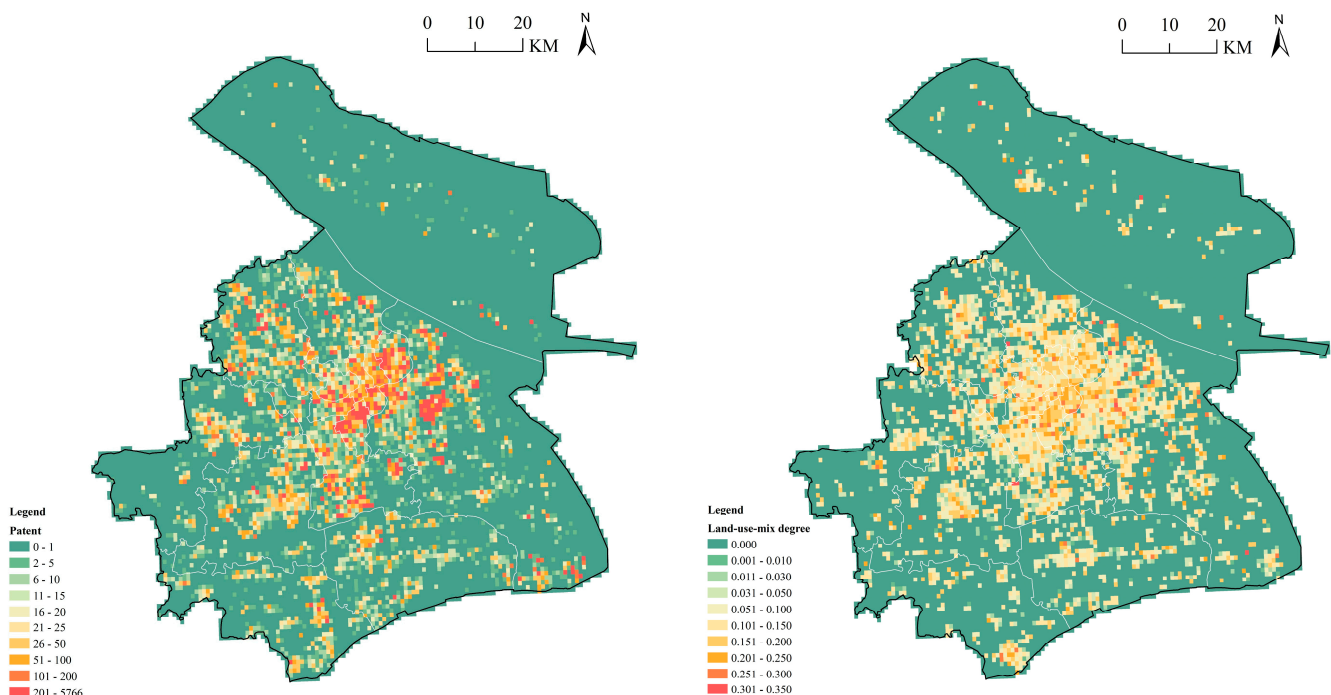 0 10 20
KM
N
Legend
Patent
0 - 1
2 - 5
6 - 10
11 - 15
16 - 20
21 - 25
26 - 50
51 - 100
101 - 200
201 - 5766
0 10 20
KM
N
Legend
Land-use-mix degree
0.000
0.001 - 0.010
0.011 - 0.030
0.031 - 0.050
0.051 - 0.100
0.101 - 0.150
0.151 - 0.200
0.201 - 0.250
0.251 - 0.300
0.301 - 0.350